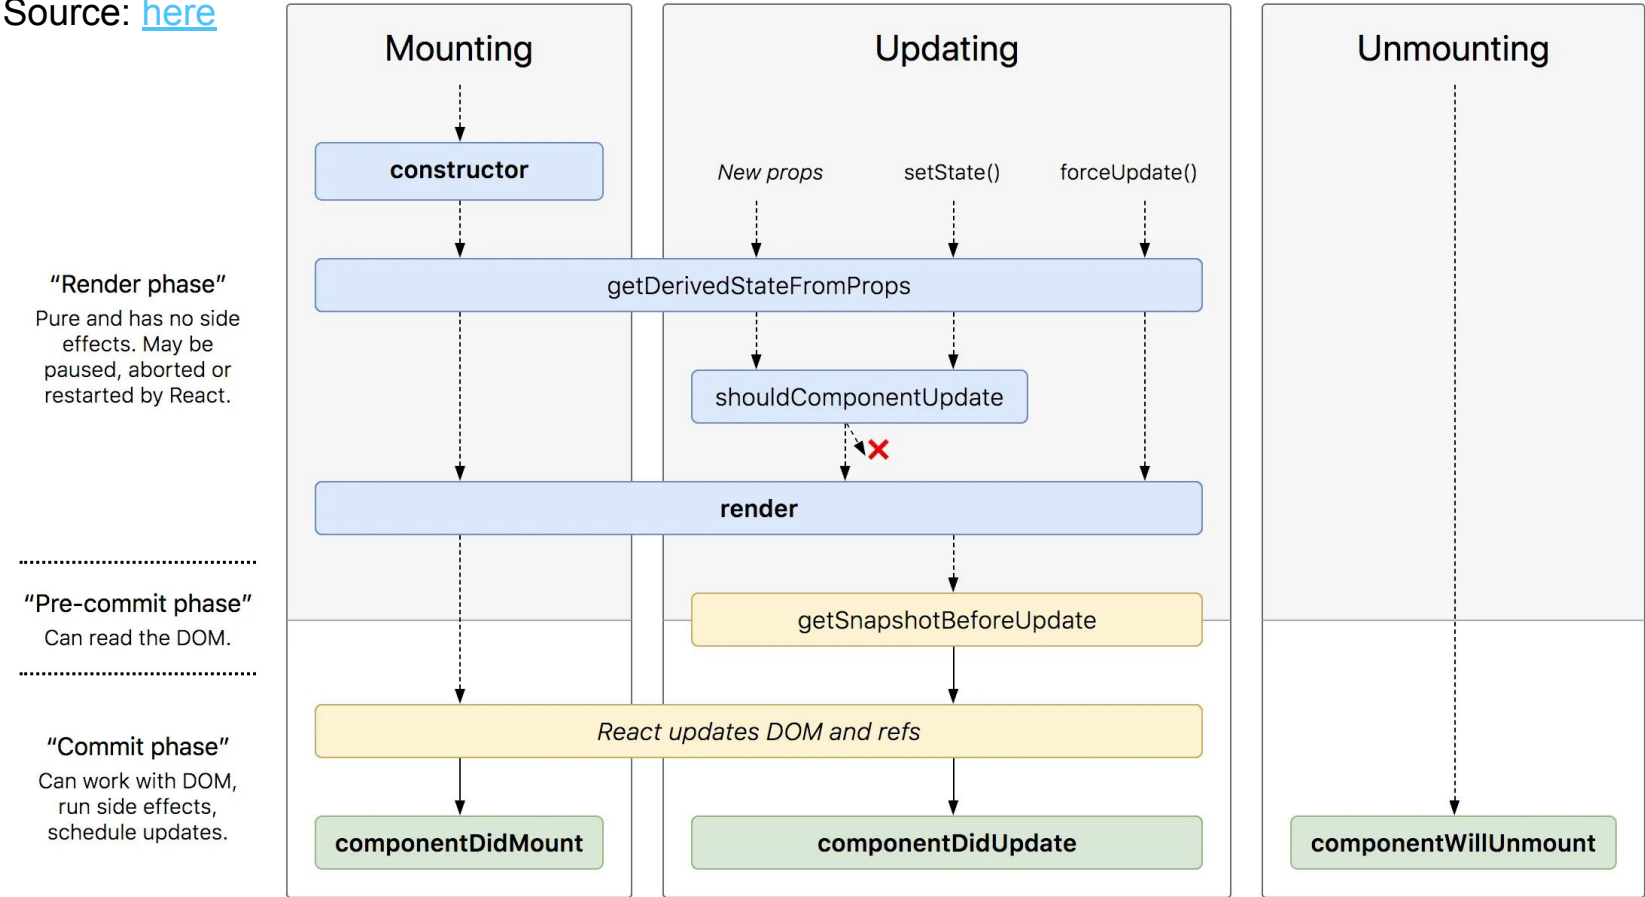 Source: here
Mounting
Updating
Unmounting
constructor
New props
setState()
forceUpdate()
“Render phase”
Pure and has no side
effects. May be
paused, aborted or
restarted by React.
getDerivedStateFromProps
shouldComponentUpdate
render
“Pre-commit phase”
Can read the DOM.
getSnapshotBeforeUpdate
React updates DOM and refs
“Commit phase”
Can work with DOM,
run side effects,
schedule updates.
componentDidMount
componentDidUpdate
componentWillUnmount